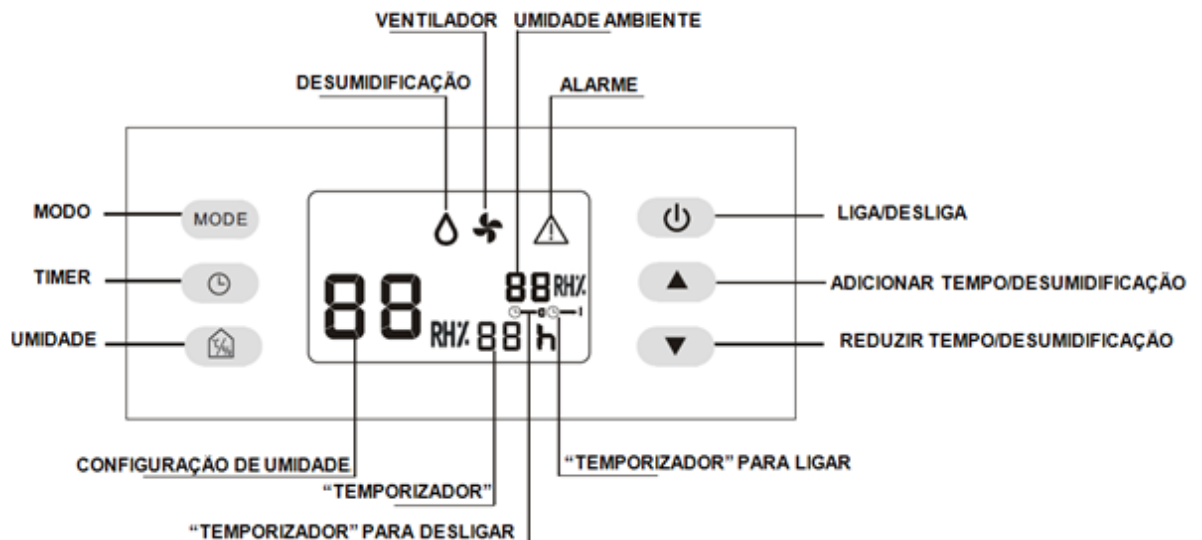 VENTILADOR UMIDADE AMBIENTE
DESUMIDIFICAÇÃO ALARME
MODO MODE LIGA/DESLIGA
TIMER 88 RH% ADICIONAR TEMPO/DESUMIDIFICAÇÃO
UMIDADE 88 RH% 88 h REDUZIR TEMPO/DESUMIDIFICAÇÃO
CONFIGURAÇÃO DE UMIDADE "TEMPORIZADOR" PARA LIGAR
"TEMPORIZADOR"
"TEMPORIZADOR" PARA DESLIGAR